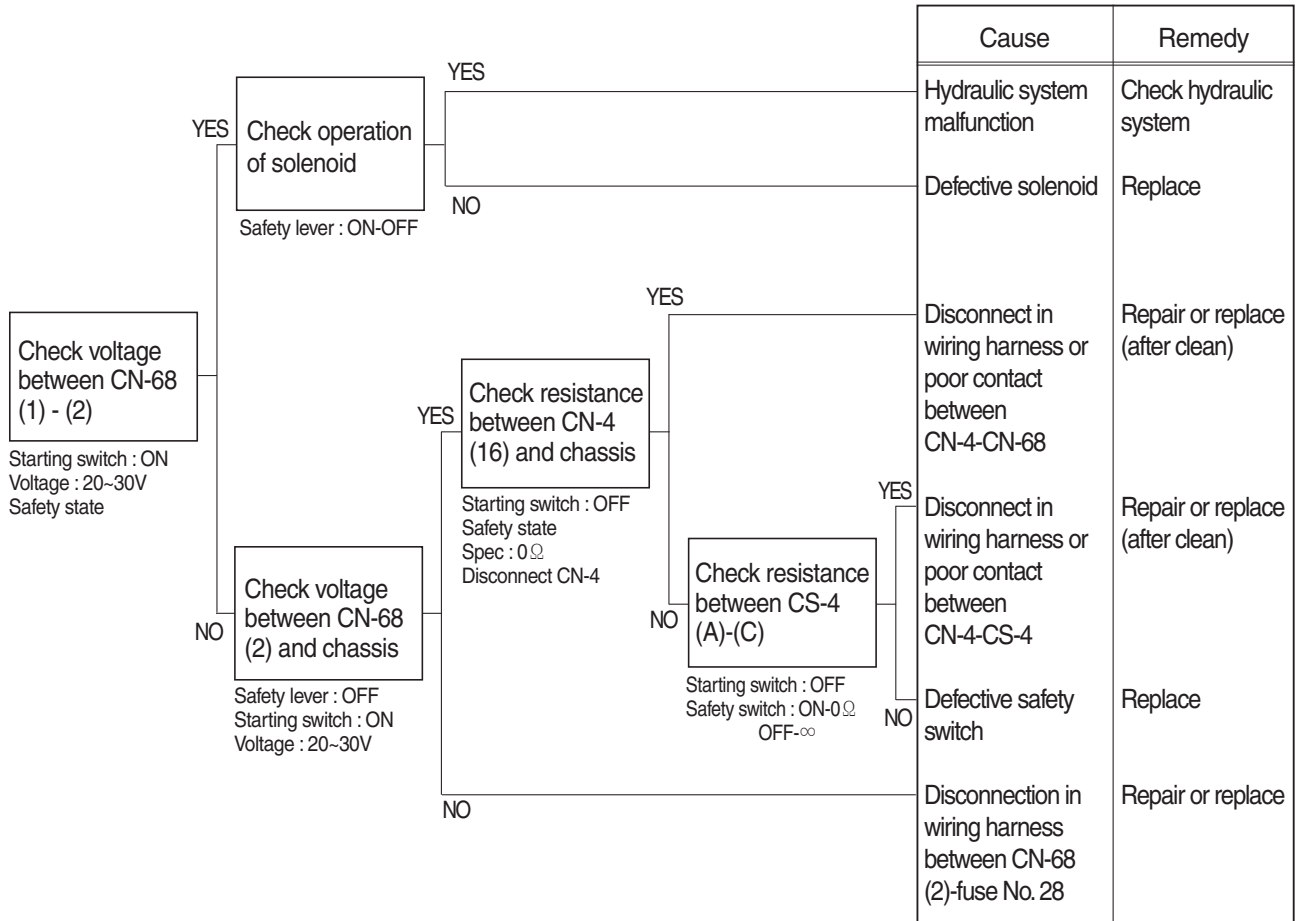 Cause
Remedy
YES
Hydraulic system
malfunction
Check hydraulic
system
YES
Check operation
of solenoid
NO
Defective solenoid
Replace
Safety lever : ON-OFF
Check voltage
between CN-68
(1) - (2)
Starting switch : ON
Voltage : 20~30V
Safety state
YES
Disconnect in
wiring harness or
poor contact
between
CN-4-CN-68
Repair or replace
(after clean)
YES
Check resistance
between CN-4
(16) and chassis
Starting switch : OFF
Safety state
Spec : 0Ω
Disconnect CN-4
YES
Disconnect in
wiring harness or
poor contact
between
CN-4-CS-4
Repair or replace
(after clean)
NO
Check resistance
between CS-4
(A)-(C)
Starting switch : OFF
Safety switch : ON-0Ω
OFF-∞
NO
Defective safety
switch
Replace
NO
Check voltage
between CN-68
(2) and chassis
Safety lever : OFF
Starting switch : ON
Voltage : 20~30V
NO
Disconnection in
wiring harness
between CN-68
(2)-fuse No. 28
Repair or replace